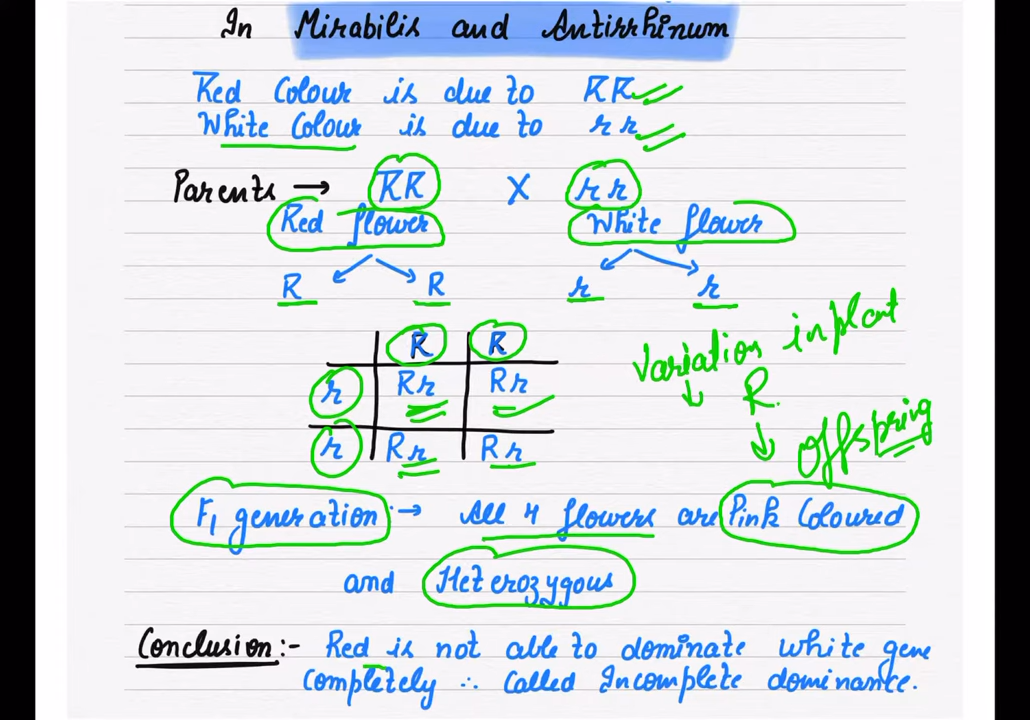 In Mirabilis and Antirrhinum
Red Colour is due to RR
White Colour is due to rr
Parents → RR X rr
Red flower White flower
R R r r
R R
r Rr Rr
r Rr Rr
Variation in plant
↓ R
↓ offspring
F1 generation → All 4 flowers are Pink Coloured
and Heterozygous
Conclusion:- Red is not able to dominate white gene
completely ∴ called Incomplete dominance.